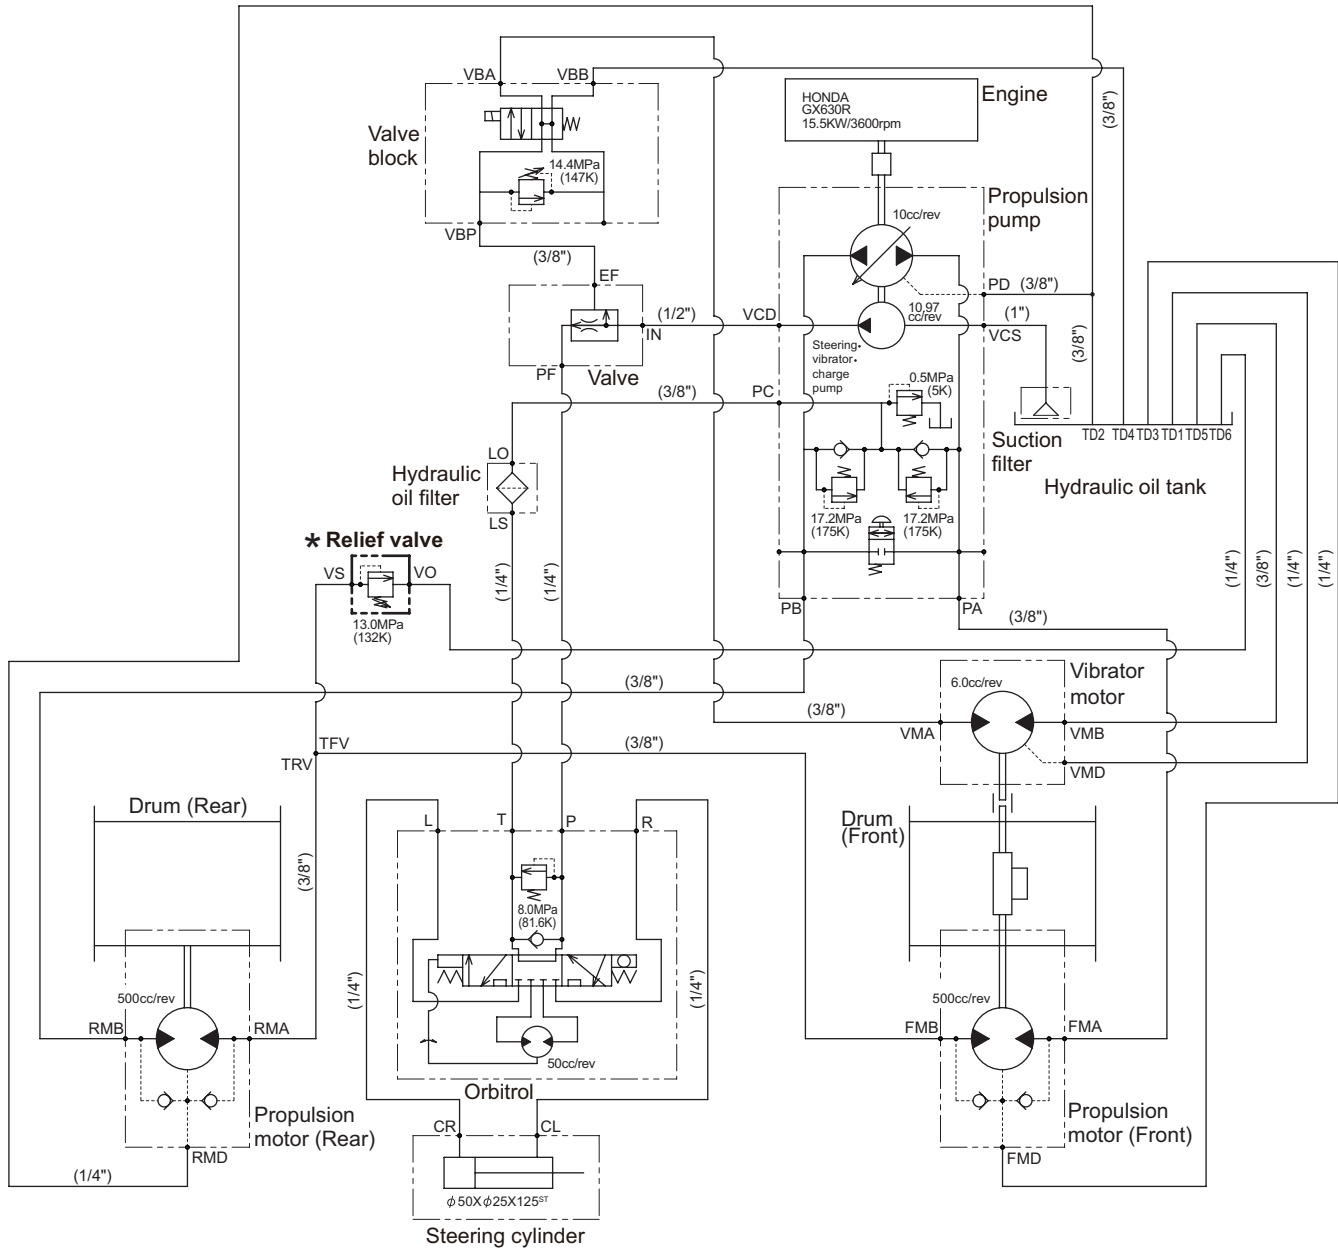 VBA
VBB
Valve
block
14.4MPa
(147K)
VBP
(3/8")
EF
HONDA
GX630R
15.5KW/3600rpm
Engine
(3/8")
Propulsion
pump
10cc/rev
PD
(3/8")
10,97
cc/rev
(1/2")
VCD
IN
(1")
VCS
(3/8")
Steering•
vibrator•
charge
pump
PF
Valve
(3/8")
PC
0.5MPa
(5K)
TD2
TD4
TD3
TD1
TD5
TD6
Suction
filter
Hydraulic oil tank
LO
Hydraulic
oil filter
LS
17.2MPa
(175K)
17.2MPa
(175K)
* Relief valve
VS
VO
13.0MPa
(132K)
(1/4")
(1/4")
(1/4")
(3/8")
(1/4")
(1/4")
PB
PA
(3/8")
(3/8")
6.0cc/rev
Vibrator
motor
(3/8")
VMA
VMB
VMD
TFV
TRV
(3/8")
Drum (Rear)
(3/8")
L
T
P
R
Drum
(Front)
8.0MPa
(81.6K)
(1/4")
(1/4")
500cc/rev
RMB
RMA
50cc/rev
500cc/rev
FMB
FMA
Orbitrol
Propulsion
motor (Rear)
RMD
(1/4")
CR
CL
ϕ50Xϕ25X125ST
Steering cylinder
Propulsion
motor (Front)
FMD